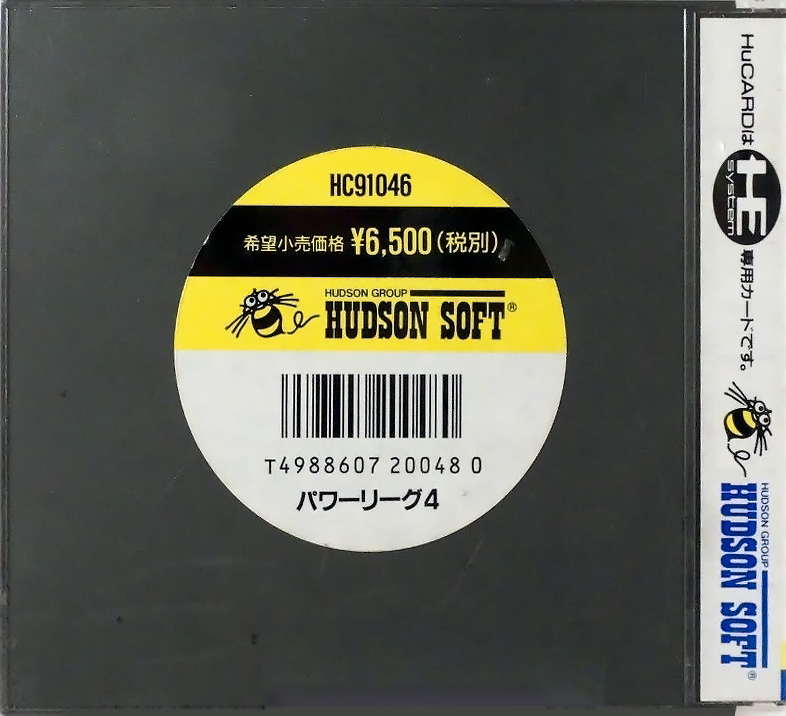 HC91046
希望小売価格 ¥6,500(税別)
HUDSON GROUP
HUDSON SOFT®
T4988607 20048 0
パワーリーグ4
HuCARDは HE system 専用カードです。
HUDSON GROUP
HUDSON SOFT®